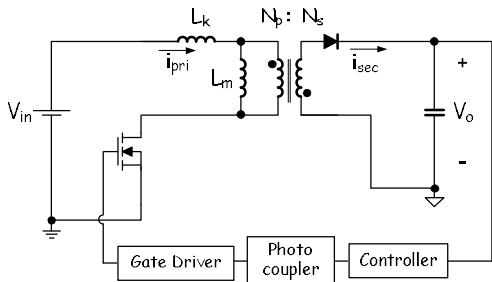 Lk
Np : Ns
ipri
isec
Lm
Vin
+
Vo
-
Gate Driver
Photo
coupler
Controller